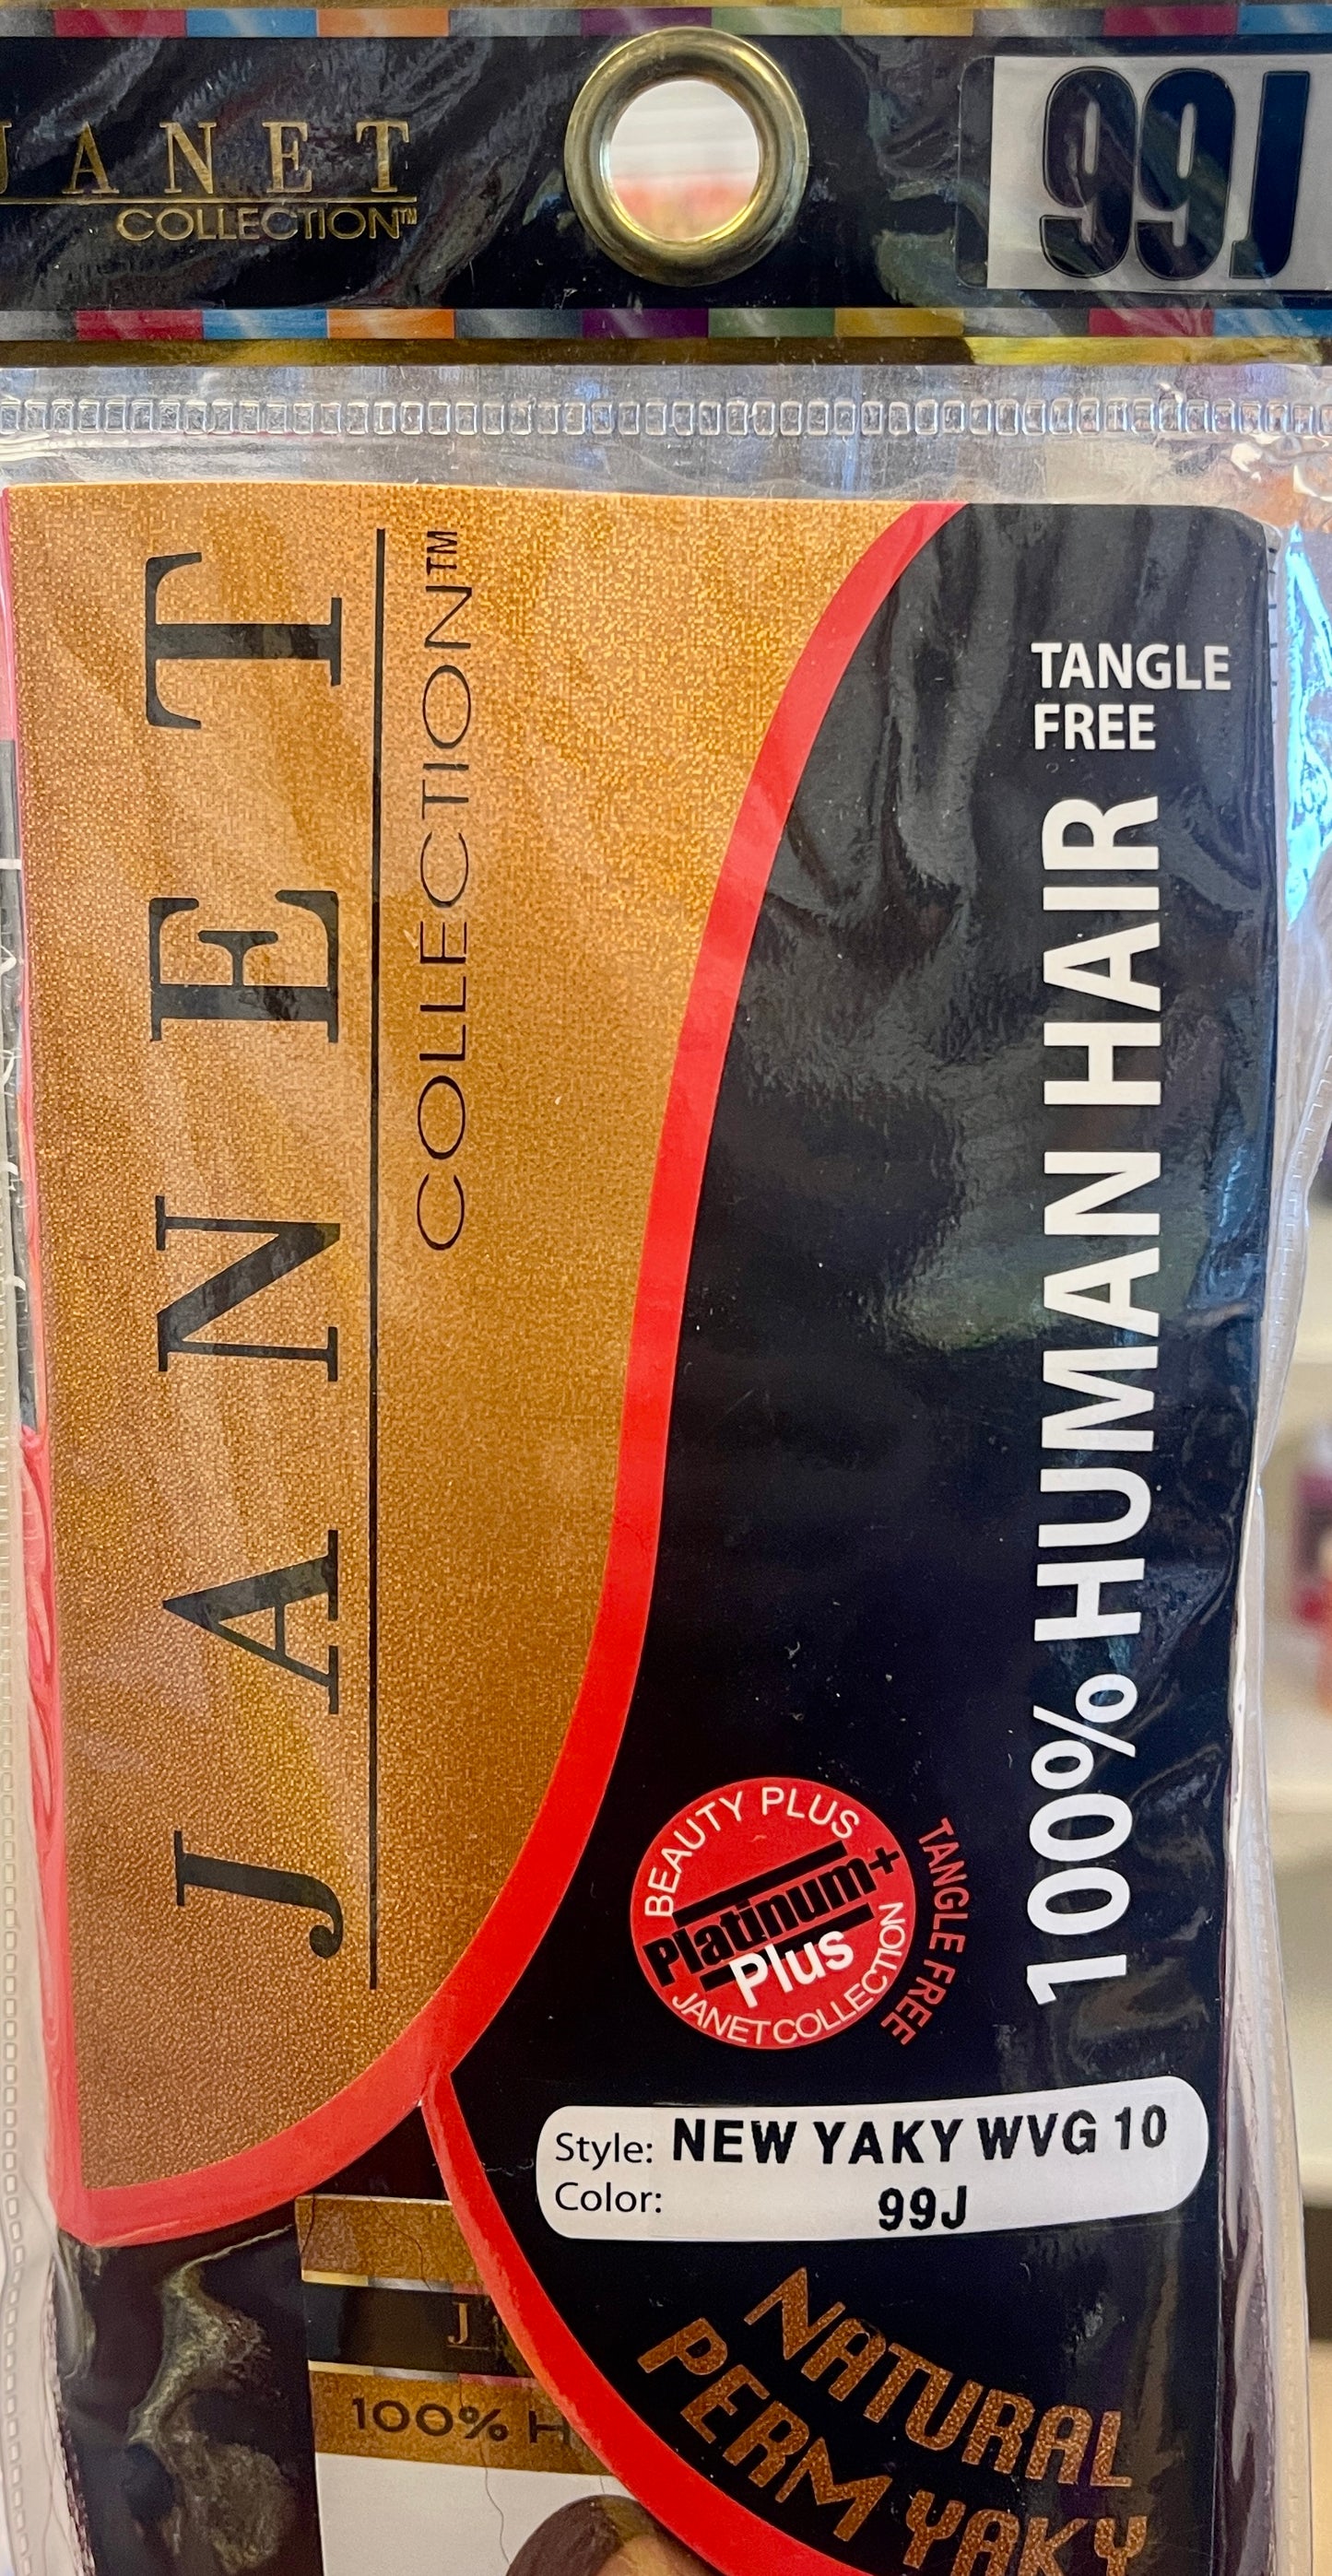 JANET
COLLECTION™
99J
JANET
COLLECTION™
TANGLE
FREE
100% HUMAN HAIR
BEAUTY PLUS
Platinum+
Plus
JANET COLLECTION
TANGLE FREE
Style: NEW YAKY WVG 10
Color: 99J
NATURAL
PERM YAKY
J
100% H